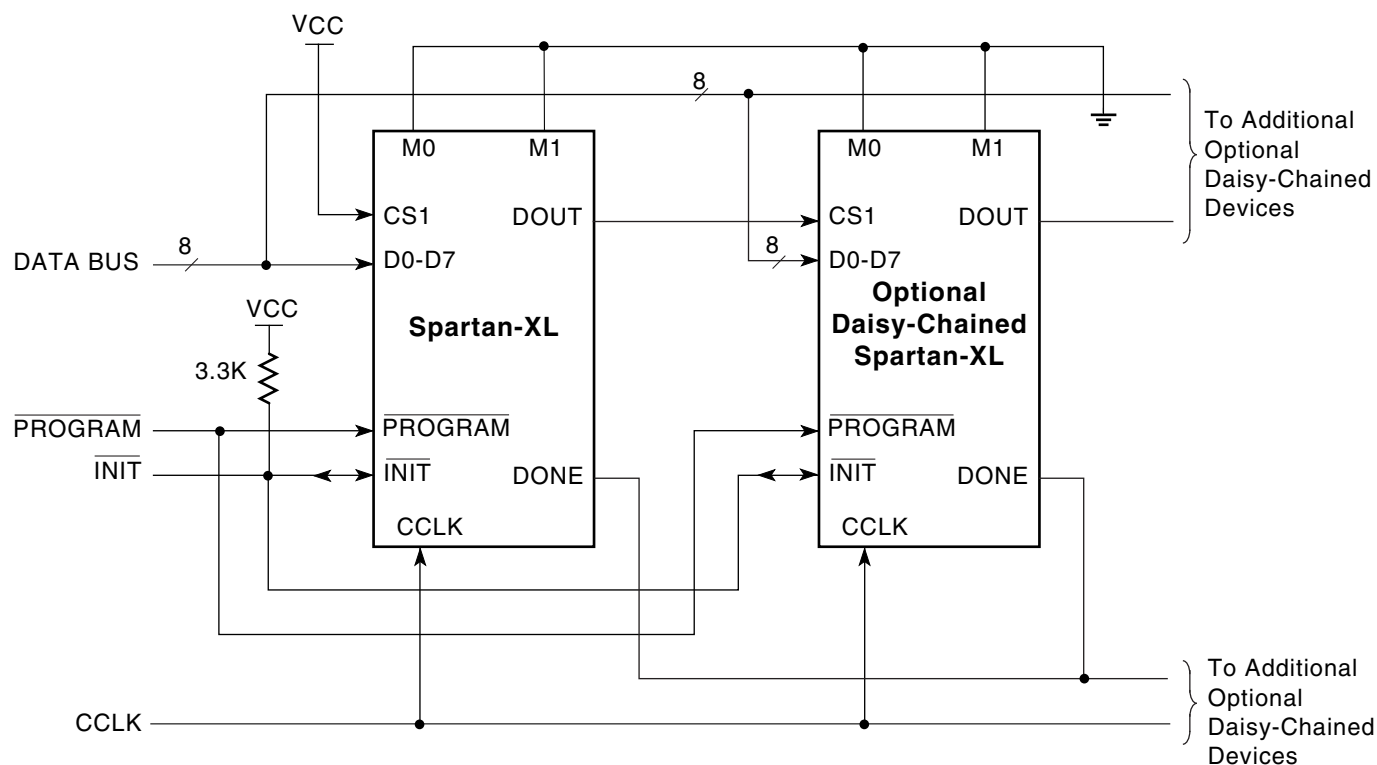 VCC
8
To Additional
Optional
Daisy-Chained
Devices
M0
M1
M0
M1
CS1
DOUT
CS1
DOUT
DATA BUS
8
D0-D7
8
D0-D7
VCC
3.3K
Spartan-XL
Optional
Daisy-Chained
Spartan-XL
PROGRAM
PROGRAM
PROGRAM
INIT
INIT
DONE
INIT
DONE
CCLK
CCLK
CCLK
To Additional
Optional
Daisy-Chained
Devices